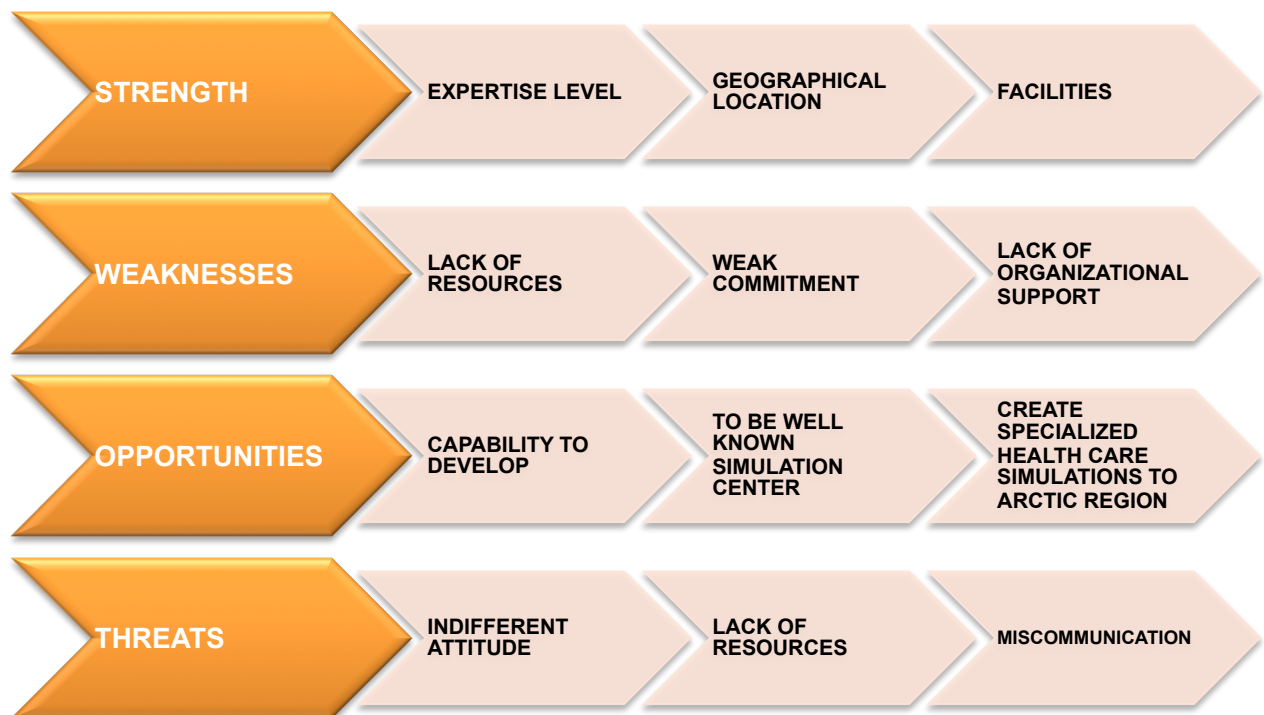 STRENGTH
EXPERTISE LEVEL
GEOGRAPHICAL
LOCATION
FACILITIES
WEAKNESSES
LACK OF
RESOURCES
WEAK
COMMITMENT
LACK OF
ORGANIZATIONAL
SUPPORT
OPPORTUNITIES
CAPABILITY TO
DEVELOP
TO BE WELL
KNOWN
SIMULATION
CENTER
CREATE
SPECIALIZED
HEALTH CARE
SIMULATIONS TO
ARCTIC REGION
THREATS
INDIFFERENT
ATTITUDE
LACK OF
RESOURCES
MISCOMMUNICATION